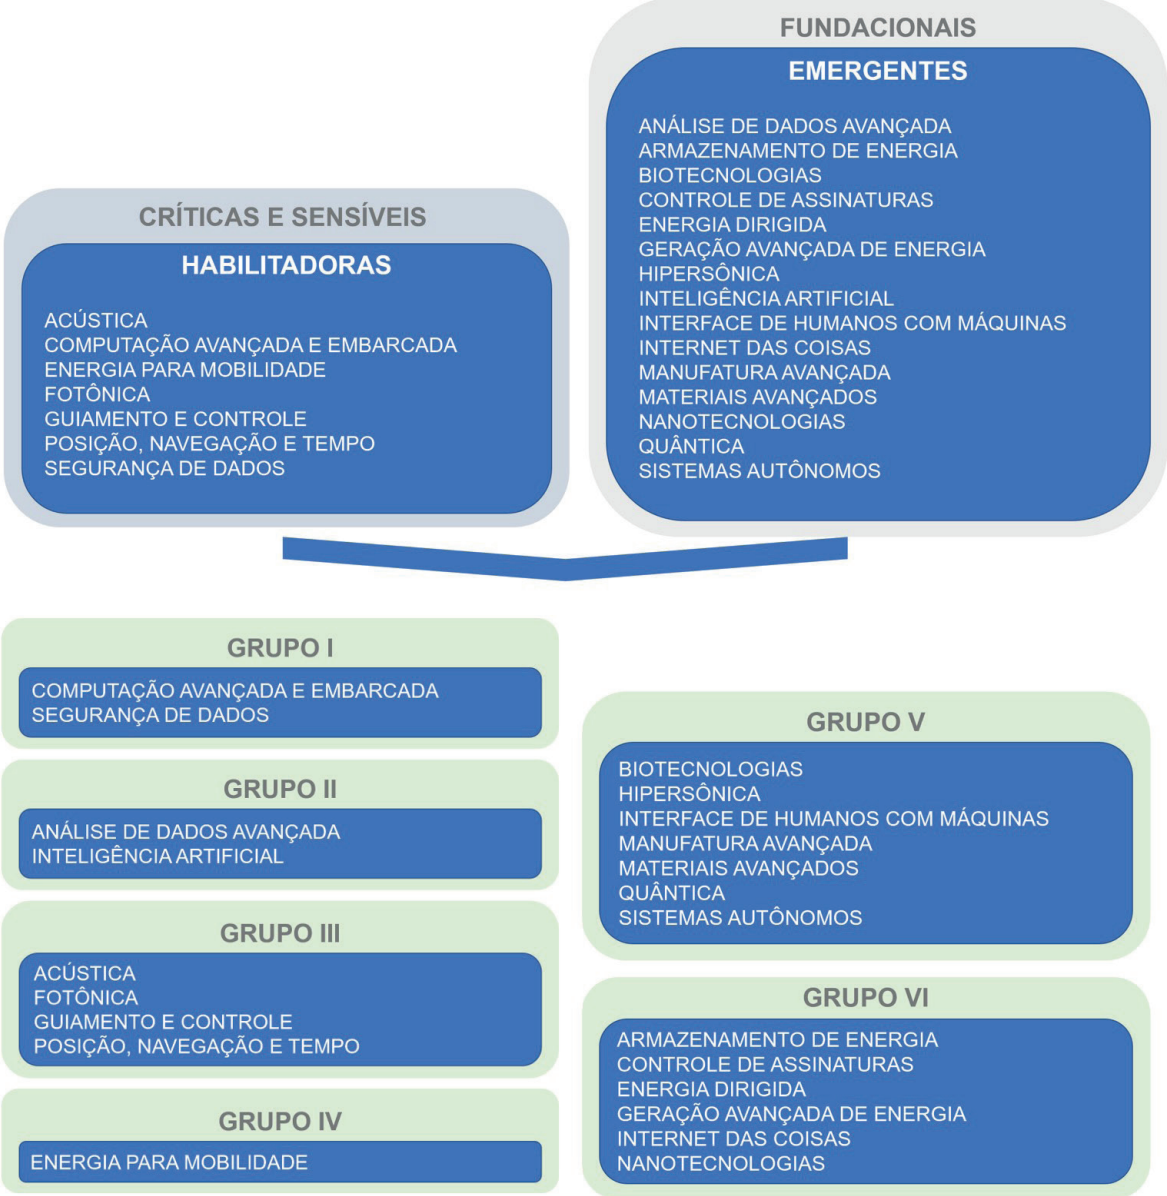 CRÍTICAS E SENSÍVEIS
HABILITADORAS
ACÚSTICA
COMPUTAÇÃO AVANÇADA E EMBARCADA
ENERGIA PARA MOBILIDADE
FOTÔNICA
GUIAMENTO E CONTROLE
POSIÇÃO, NAVEGAÇÃO E TEMPO
SEGURANÇA DE DADOS
FUNDACIONAIS
EMERGENTES
ANÁLISE DE DADOS AVANÇADA
ARMAZENAMENTO DE ENERGIA
BIOTECNOLOGIAS
CONTROLE DE ASSINATURAS
ENERGIA DIRIGIDA
GERAÇÃO AVANÇADA DE ENERGIA
HIPERSÔNICA
INTELIGÊNCIA ARTIFICIAL
INTERFACE DE HUMANOS COM MÁQUINAS
INTERNET DAS COISAS
MANUFATURA AVANÇADA
MATERIAIS AVANÇADOS
NANOTECNOLOGIAS
QUÂNTICA
SISTEMAS AUTÔNOMOS
GRUPO I
COMPUTAÇÃO AVANÇADA E EMBARCADA
SEGURANÇA DE DADOS
GRUPO II
ANÁLISE DE DADOS AVANÇADA
INTELIGÊNCIA ARTIFICIAL
GRUPO III
ACÚSTICA
FOTÔNICA
GUIAMENTO E CONTROLE
POSIÇÃO, NAVEGAÇÃO E TEMPO
GRUPO IV
ENERGIA PARA MOBILIDADE
GRUPO V
BIOTECNOLOGIAS
HIPERSÔNICA
INTERFACE DE HUMANOS COM MÁQUINAS
MANUFATURA AVANÇADA
MATERIAIS AVANÇADOS
QUÂNTICA
SISTEMAS AUTÔNOMOS
GRUPO VI
ARMAZENAMENTO DE ENERGIA
CONTROLE DE ASSINATURAS
ENERGIA DIRIGIDA
GERAÇÃO AVANÇADA DE ENERGIA
INTERNET DAS COISAS
NANOTECNOLOGIAS